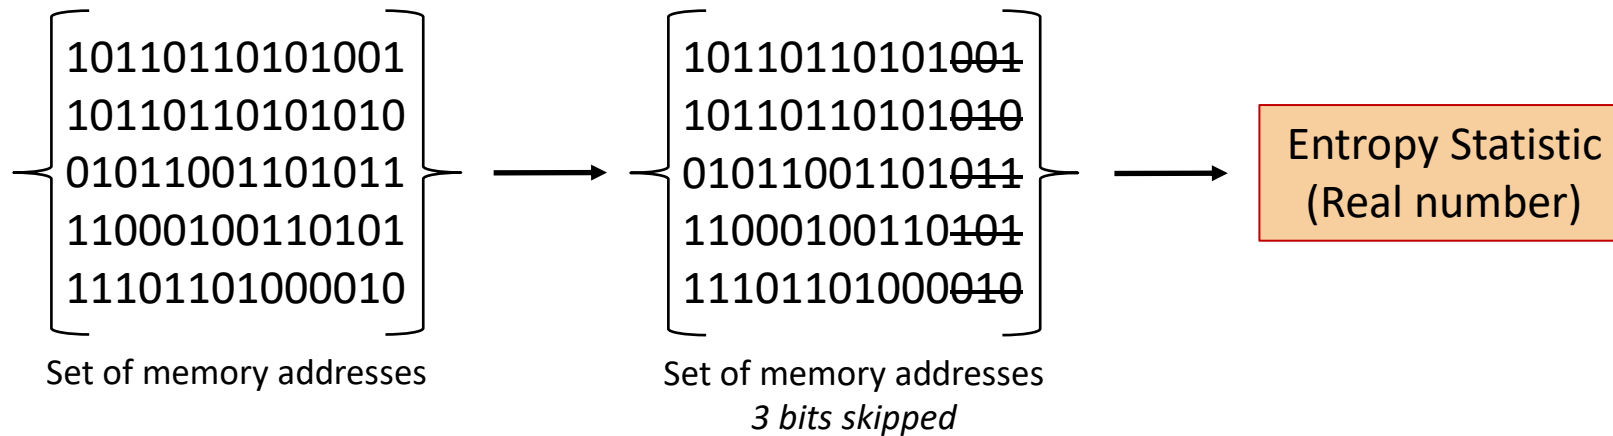 10110110101001
10110110101010
01011001101011
11000100110101
11101101000010
Set of memory addresses
10110110101001
10110110101010
01011001101011
11000100110101
11101101000010
Set of memory addresses
3 bits skipped
Entropy Statistic
(Real number)